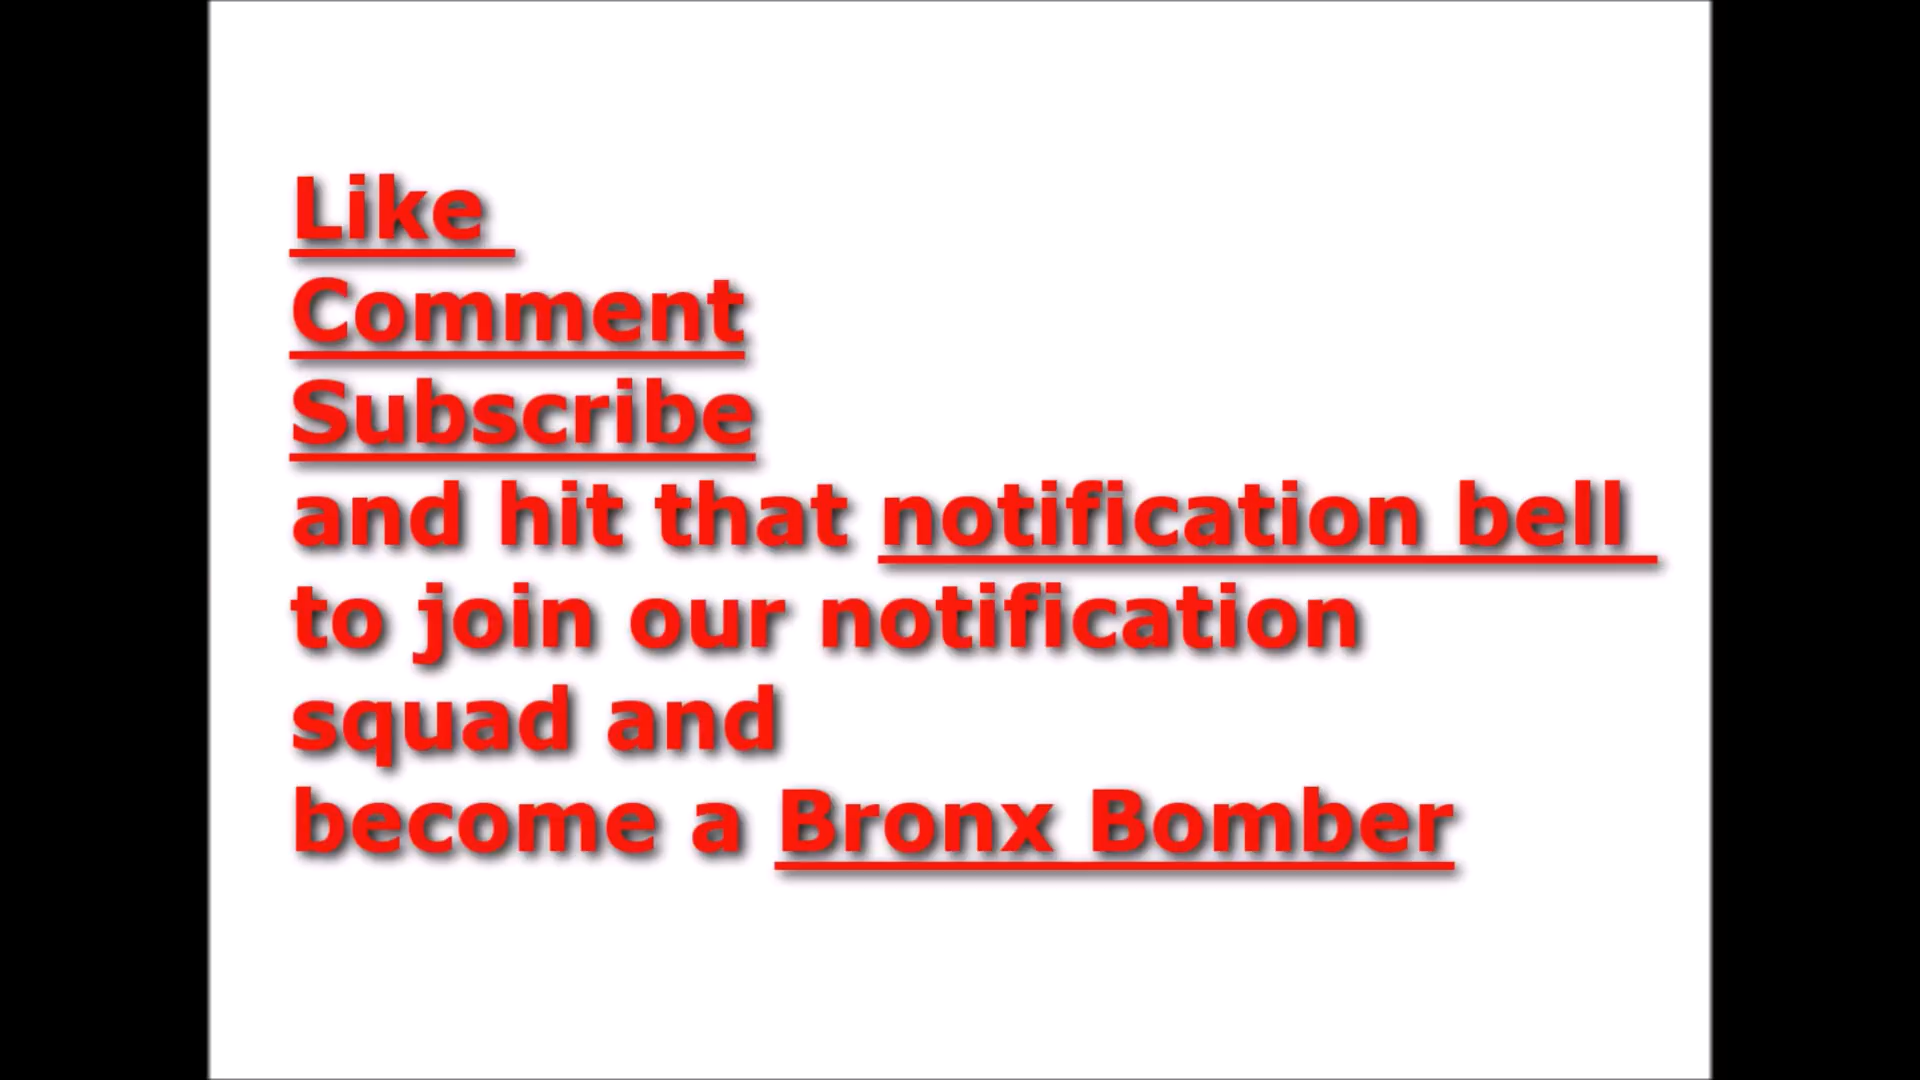 Like
Comment
Subscribe
and hit that notification bell
to join our notification
squad and
become a Bronx Bomber